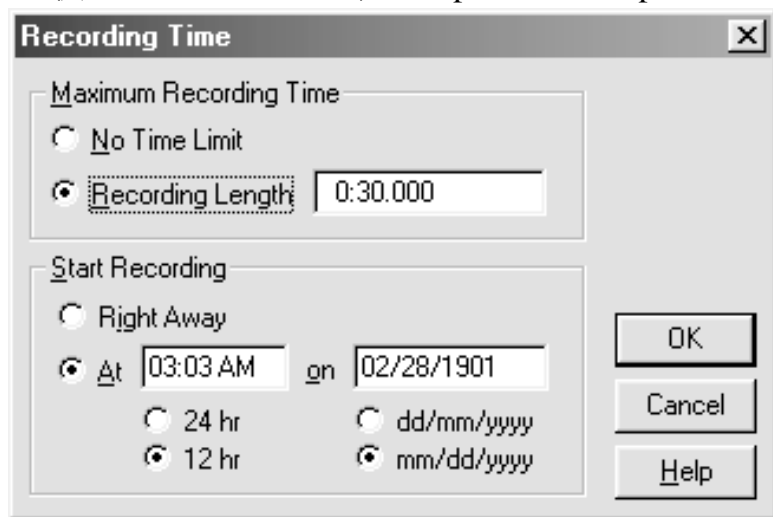 Recording Time
Maximum Recording Time
No Time Limit
Recording Length 0:30.000
Start Recording
Right Away
At 03:03 AM on 02/28/1901
24 hr dd/mm/yyyy
12 hr mm/dd/yyyy
OK
Cancel
Help